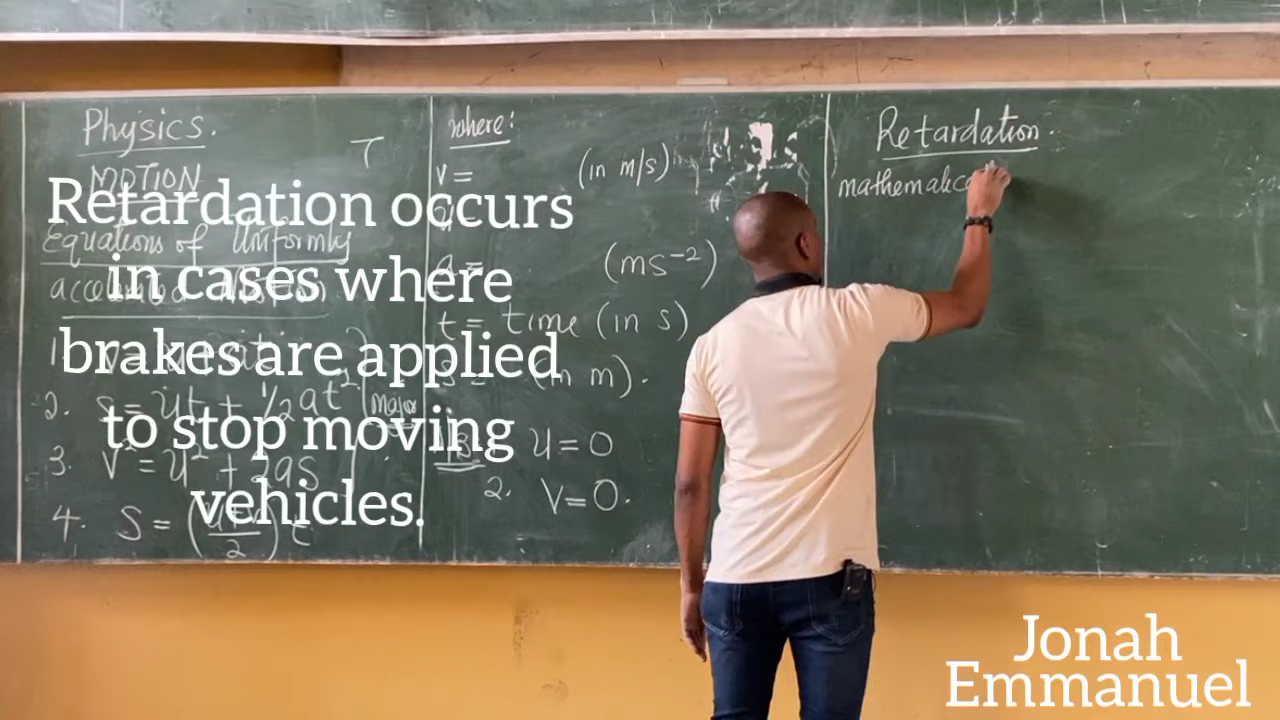 Physics.
T
MOTION
Equations of Uniformly
accelerated motion
2. S = ut + ½at² major
3. V² = u² + 2as
4. S = (u+v/2) t
where:
v = (in m/s)
a = (ms⁻²)
t = time (in s)
(in m).
u = 0
2. V = 0.
Retardation.
mathematica
Retardation occurs
in cases where
brakes are applied
to stop moving
vehicles.
Jonah
Emmanuel